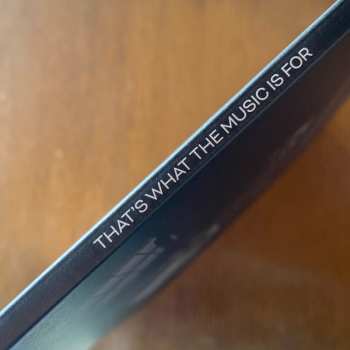 THAT'S WHAT THE MUSIC IS FOR